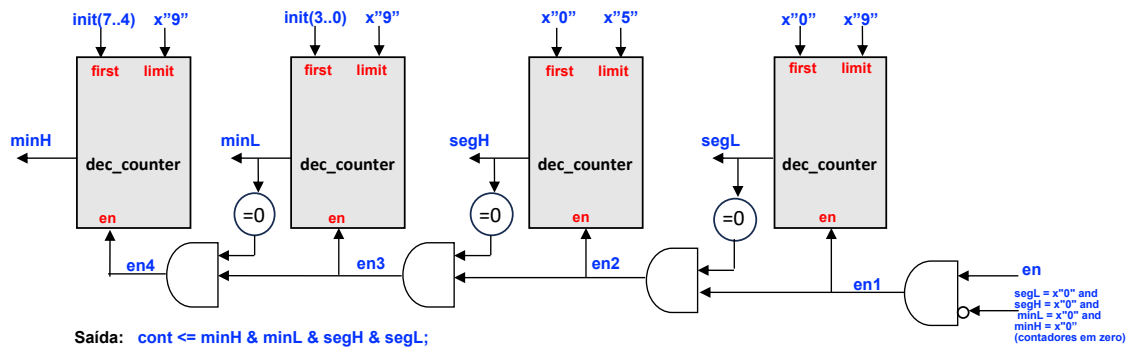 init(7..4) x”9”
init(3..0) x”9”
x”0” x”5”
x”0” x”9”
first limit
first limit
first limit
first limit
minH
minL
segH
segL
dec_counter
dec_counter
dec_counter
dec_counter
=0
=0
=0
en
en
en
en
en4
en3
en2
en1
en
segL = x"0" and
segH = x"0" and
minL = x"0" and
minH = x"0"
(contadores em zero)
Saída: cont <= minH & minL & segH & segL;